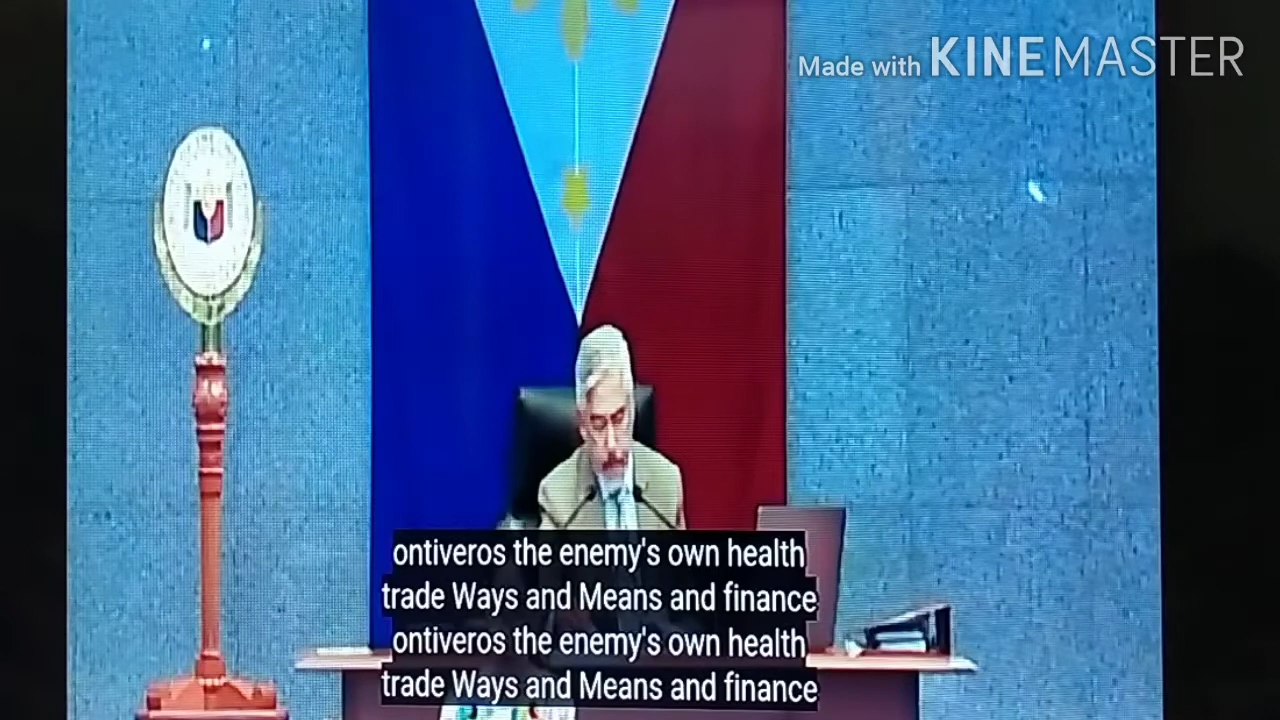 Made with KINEMASTER
ontiveros the enemy's own health
trade Ways and Means and finance
ontiveros the enemy's own health
trade Ways and Means and finance